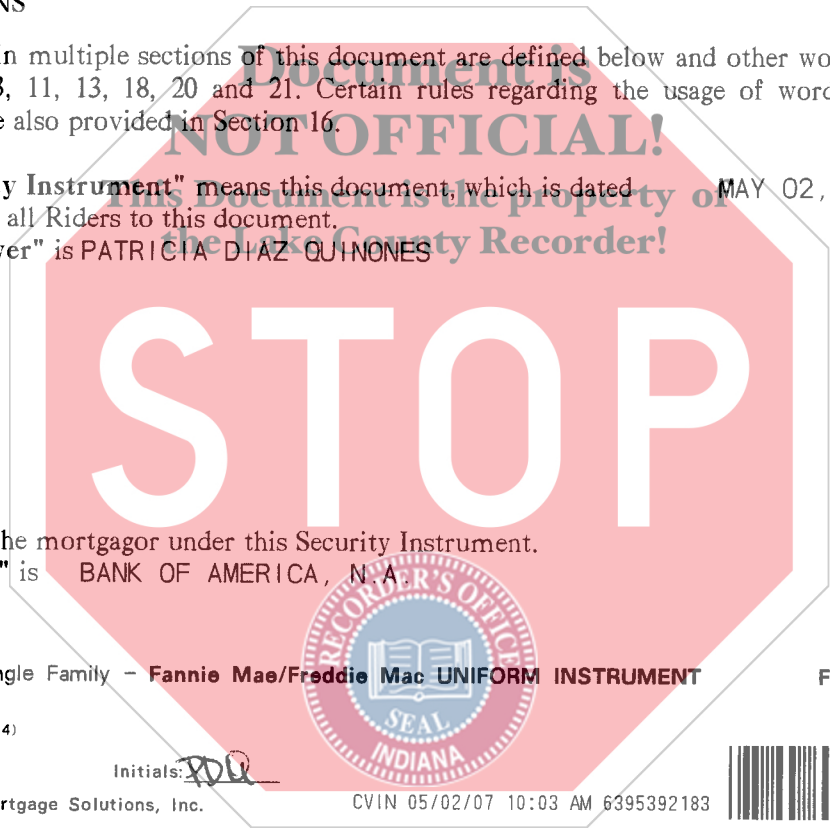 NS
in multiple sections of this document are defined below and other wo
3, 11, 13, 18, 20 and 21. Certain rules regarding the usage of word
e also provided in Section 16.
Document is
NOT OFFICIAL!
This Document is the property of
the Lake County Recorder!
y Instrument" means this document, which is dated MAY 02,
all Riders to this document.
er" is PATRICIA DIAZ QUINONES
STOP
he mortgagor under this Security Instrument.
" is BANK OF AMERICA, N.A.
RECORDER'S OFFICE
SEAL
INDIANA
ngle Family - Fannie Mae/Freddie Mac UNIFORM INSTRUMENT F
4)
Initials: PDQ
rtgage Solutions, Inc.
CVIN 05/02/07 10:03 AM 6395392183